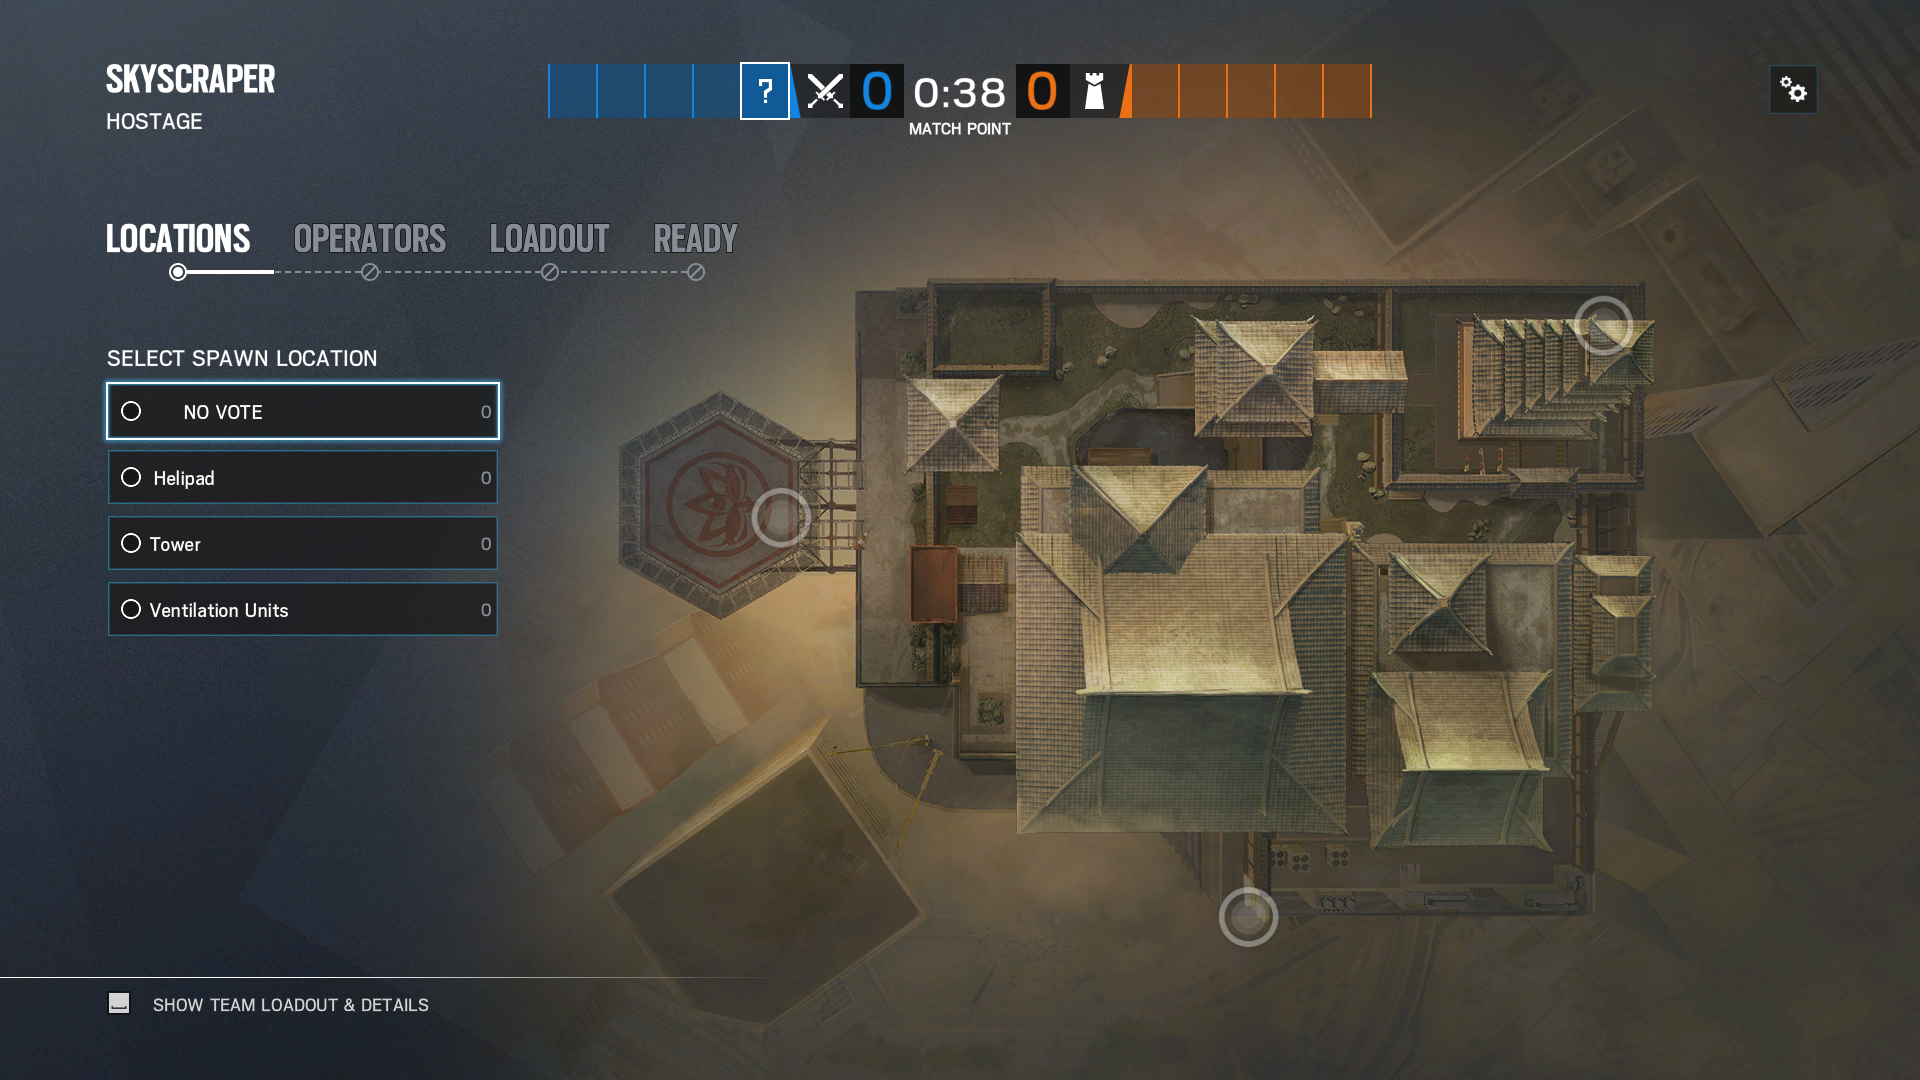 SKYSCRAPER
HOSTAGE
?
0
0:38
0
MATCH POINT
LOCATIONS
OPERATORS
LOADOUT
READY
SELECT SPAWN LOCATION
NO VOTE 0
Helipad 0
Tower 0
Ventilation Units 0
SHOW TEAM LOADOUT & DETAILS